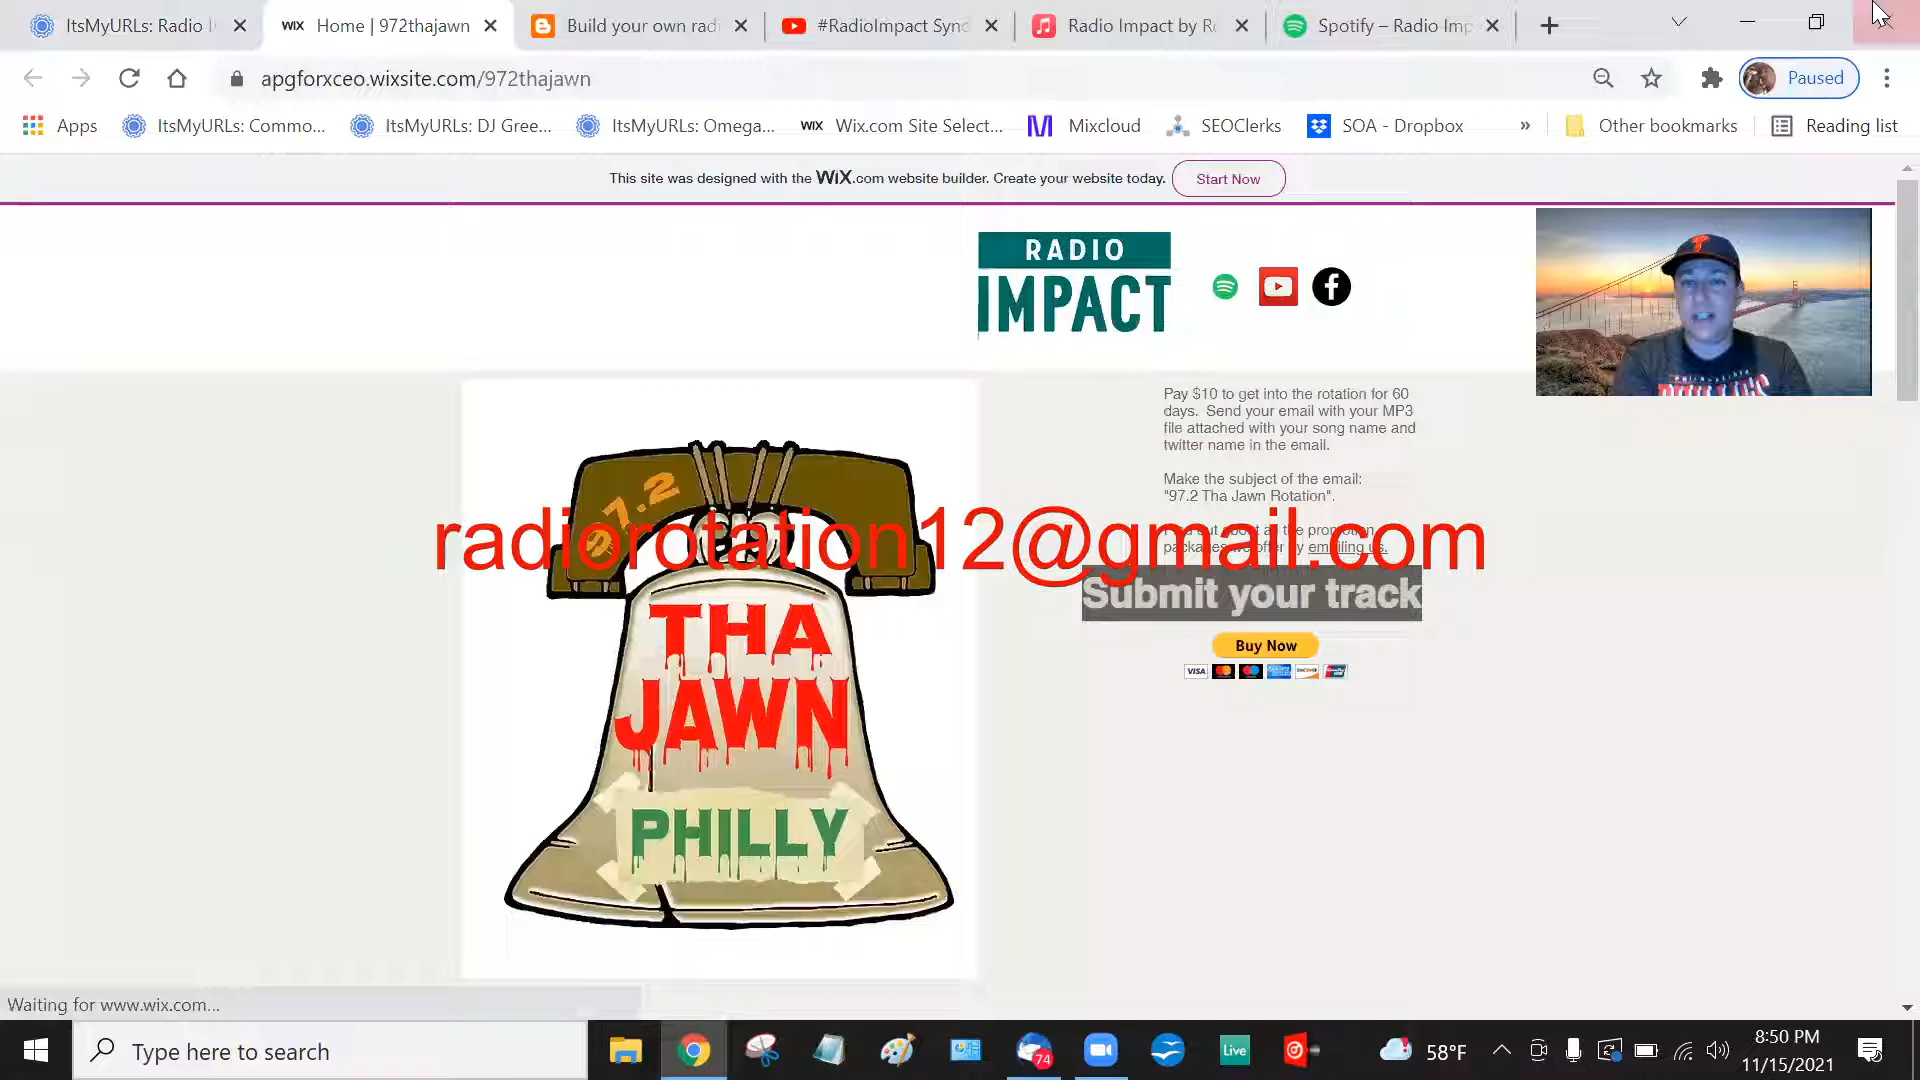 ItsMyURLs: Radio I
Home | 972thajawn
Build your own radi
#RadioImpact Sync
Radio Impact by R
Spotify – Radio Imp
apgforxceo.wixsite.com/972thajawn
Paused
Apps
ItsMyURLs: Commo...
ItsMyURLs: DJ Gree...
ItsMyURLs: Omega...
WIX
Wix.com Site Select...
Mixcloud
SEOClerks
SOA - Dropbox
»
Other bookmarks
Reading list
This site was designed with the WiX.com website builder. Create your website today.
Start Now
RADIO
IMPACT
Pay $10 to get into the rotation for 60
days. Send your email with your MP3
file attached with your song name and
twitter name in the email.
Make the subject of the email:
"97.2 Tha Jawn Rotation".
radiorotation12@gmail.com
Submit your track
Buy Now
VISA
97.2
THA
JAWN
PHILLY
Waiting for www.wix.com...
Type here to search
74
Live
58°F
8:50 PM
11/15/2021